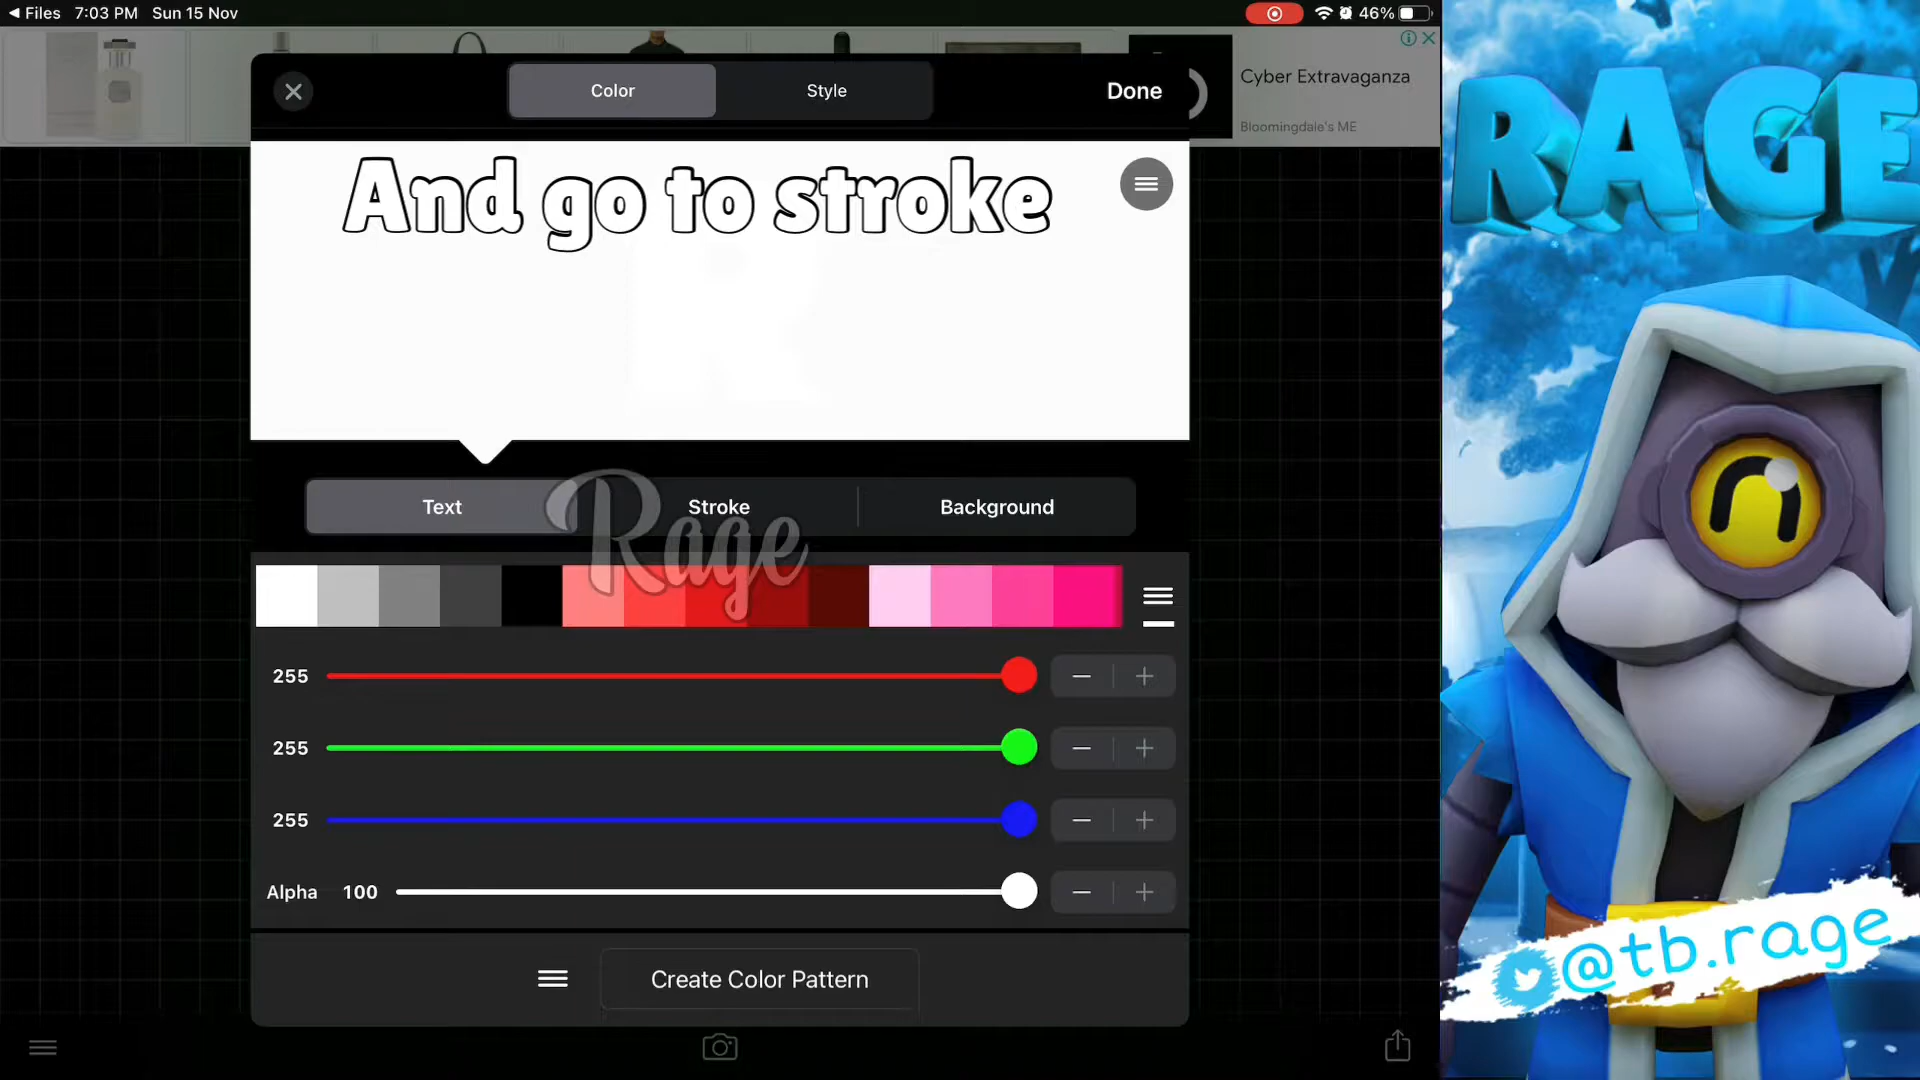 Files 7:03 PM Sun 15 Nov
46%
Color
Style
Done
Cyber Extravaganza
Bloomingdale's ME
RAGE
And go to stroke
Text
Stroke
Background
Rage
255
255
255
Alpha 100
Create Color Pattern
@tb.rage